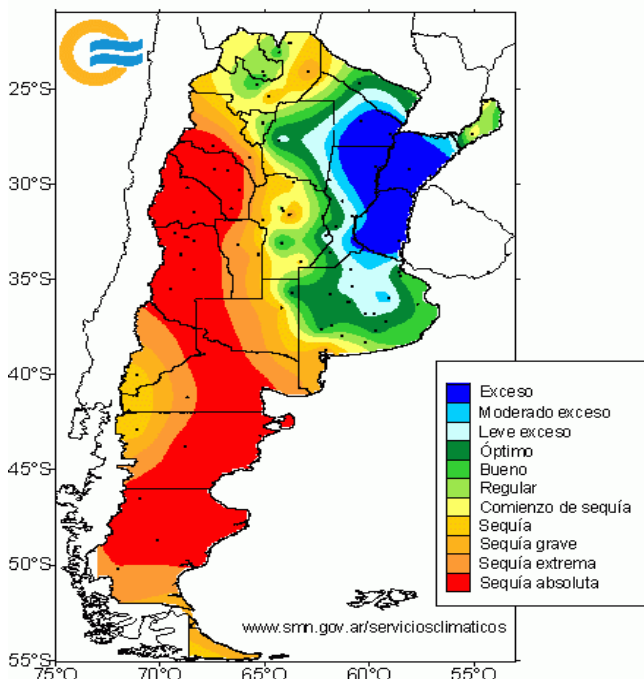 25°S
30°S
35°S
40°S
45°S
50°S
55°S
Exceso
Moderado exceso
Leve exceso
Óptimo
Bueno
Regular
Comienzo de sequía
Sequía
Sequía grave
Sequía extrema
Sequía absoluta
www.smn.gov.ar/serviciosclimaticos
75°O 70°O 65°O 60°O 55°O